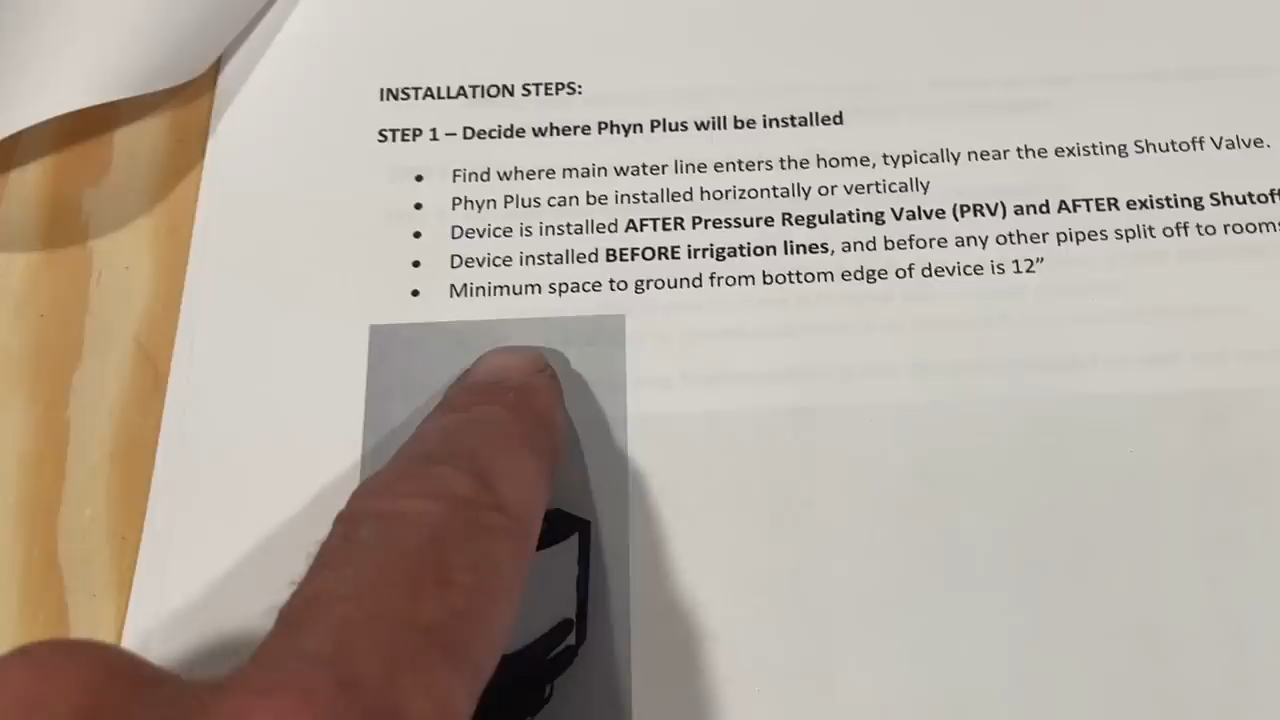 INSTALLATION STEPS:
STEP 1 – Decide where Phyn Plus will be installed
• Find where main water line enters the home, typically near the existing Shutoff Valve.
• Phyn Plus can be installed horizontally or vertically
• Device is installed AFTER Pressure Regulating Valve (PRV) and AFTER existing Shutoff
• Device installed BEFORE irrigation lines, and before any other pipes split off to rooms
• Minimum space to ground from bottom edge of device is 12”